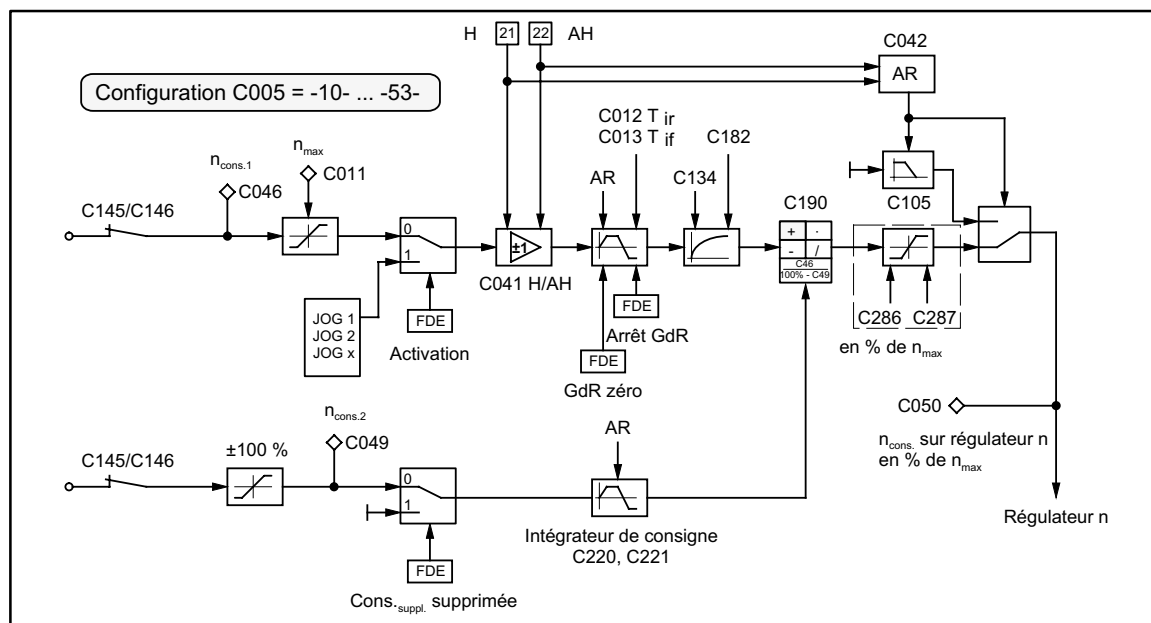 H 21 22 AH
C042
AR
Configuration C005 = -10- ... -53-
C012 T ir
C013 T if
C182
n cons.1
n max
C046
C011
AR
C134
C190
C105
C145/C146
0
1
±1
+ ·
- /
C46
100% - C49
C041 H/AH
FDE
FDE
Arrêt GdR
C286 C287
JOG 1
JOG 2
JOG x
Activation
FDE
GdR zéro
en % de n max
n cons.2
C049
AR
C050
n cons. sur régulateur n
en % de n max
C145/C146
±100 %
0
1
Régulateur n
Intégrateur de consigne
C220, C221
FDE
Cons. suppl. supprimée